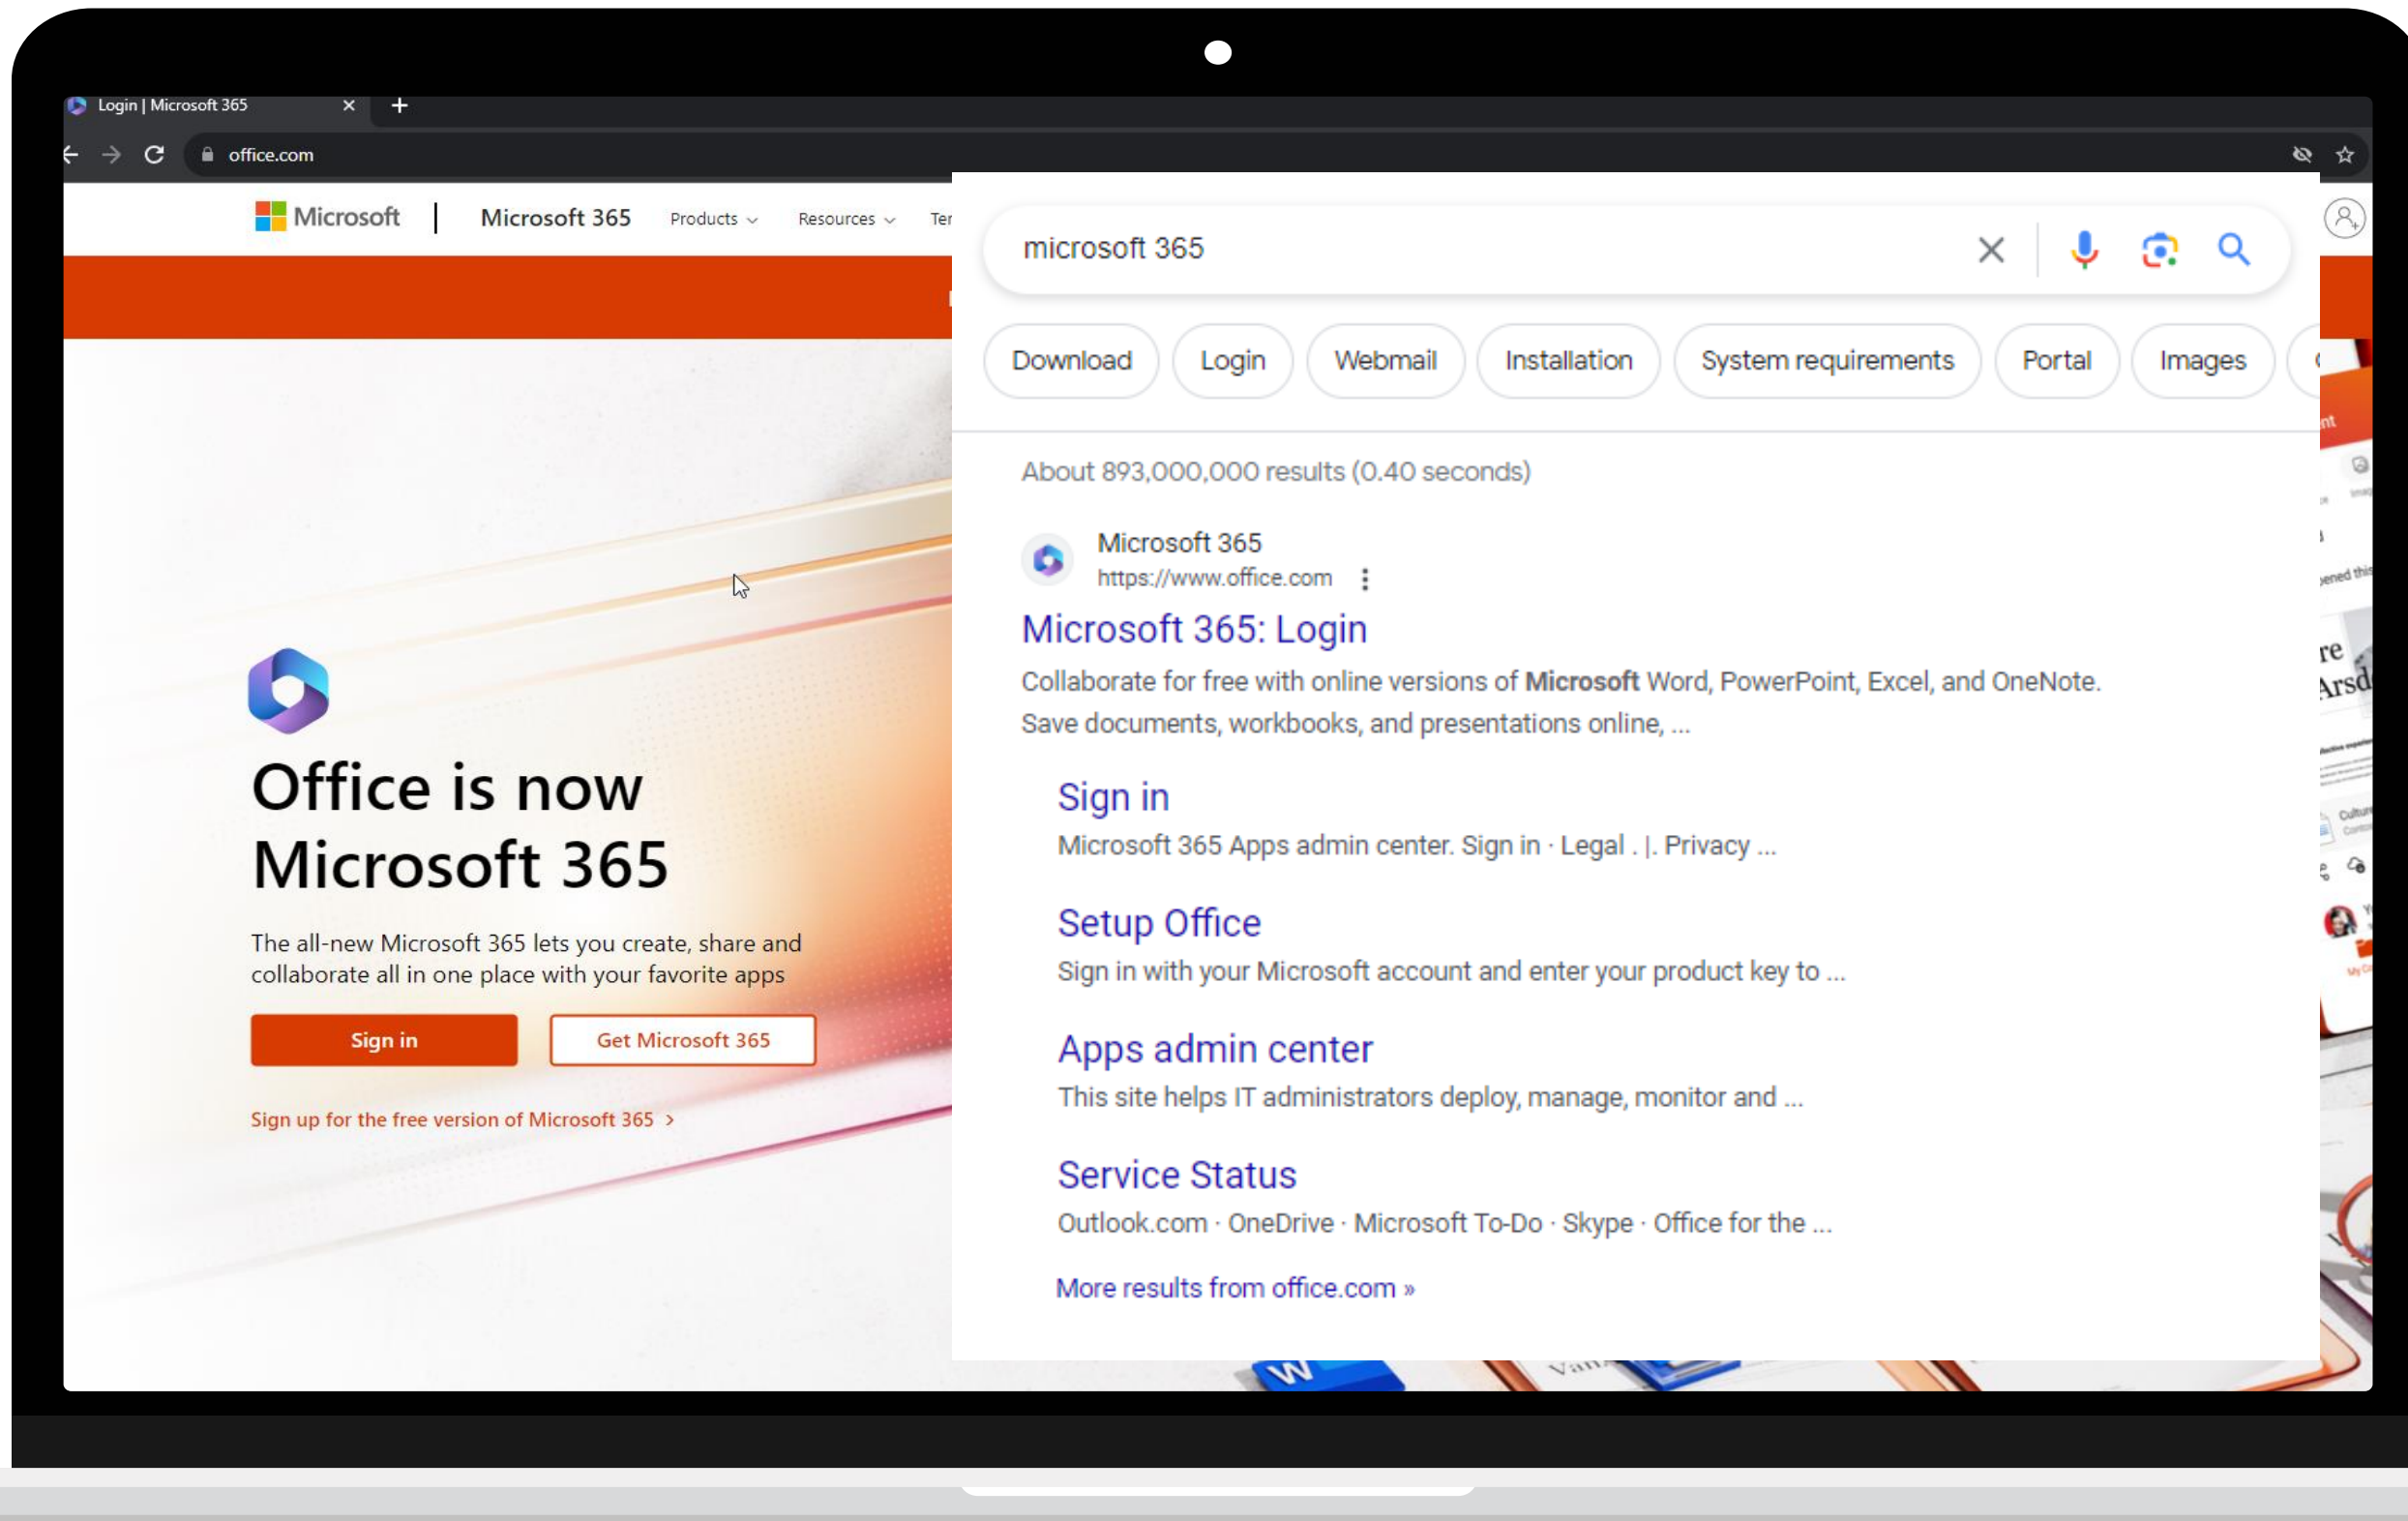 Login | Microsoft 365
office.com
Microsoft
Microsoft 365
Products
Resources
microsoft 365
Download
Login
Webmail
Installation
System requirements
Portal
Images
About 893,000,000 results (0.40 seconds)
Microsoft 365
https://www.office.com
Microsoft 365: Login
Collaborate for free with online versions of Microsoft Word, PowerPoint, Excel, and OneNote.
Save documents, workbooks, and presentations online, ...
Sign in
Microsoft 365 Apps admin center. Sign in · Legal . |. Privacy ...
Setup Office
Sign in with your Microsoft account and enter your product key to ...
Apps admin center
This site helps IT administrators deploy, manage, monitor and ...
Service Status
Outlook.com · OneDrive · Microsoft To-Do · Skype · Office for the ...
More results from office.com »
Office is now
Microsoft 365
The all-new Microsoft 365 lets you create, share and
collaborate all in one place with your favorite apps
Sign in
Get Microsoft 365
Sign up for the free version of Microsoft 365 >
W